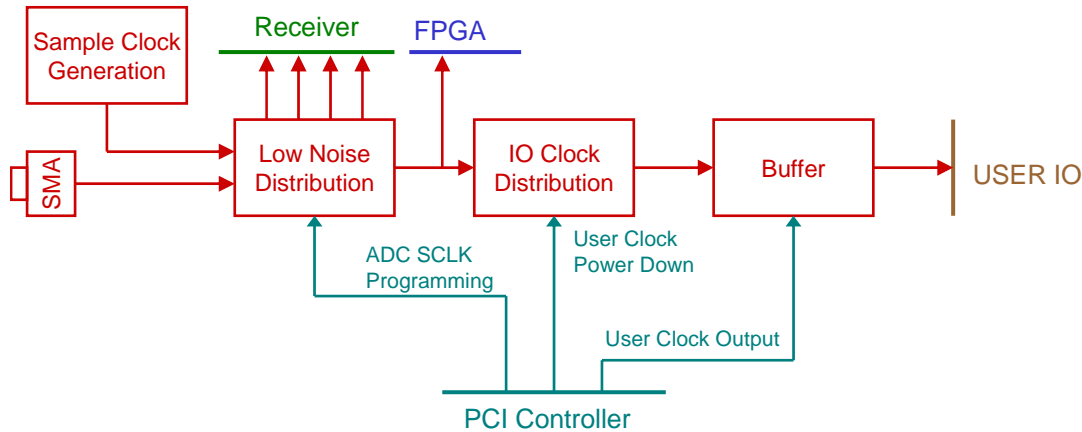 Receiver
FPGA
Sample Clock
Generation
SMA
Low Noise
Distribution
IO Clock
Distribution
Buffer
USER IO
ADC SCLK
Programming
User Clock
Power Down
User Clock Output
PCI Controller